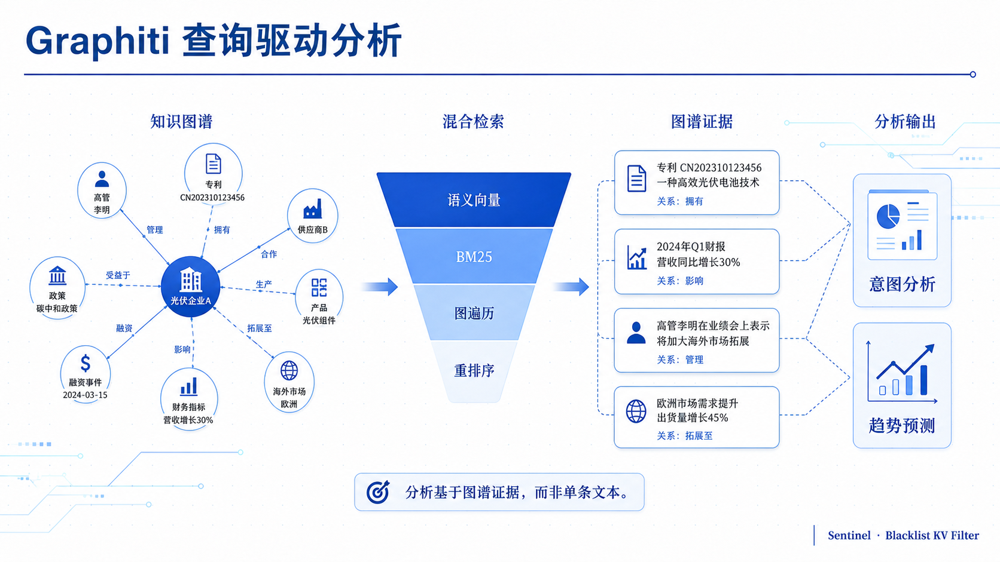 Graphiti 查询驱动分析
知识图谱
混合检索
图谱证据
分析输出
高管
李明
专利
CN202310123456
供应商B
管理
拥有
合作
政策
碳中和政策
受益于
光伏企业A
生产
产品
光伏组件
融资
影响
拓展至
融资事件
2024-03-15
财务指标
营收增长30%
海外市场
欧洲
语义向量
BM25
图遍历
重排序
专利 CN202310123456
一种高效光伏电池技术
关系：拥有
2024年Q1财报
营收同比增长30%
关系：影响
高管李明在业绩会上表示
将加大海外市场拓展
关系：管理
欧洲市场需求提升
出货量增长45%
关系：拓展至
意图分析
趋势预测
分析基于图谱证据，而非单条文本。
Sentinel · Blacklist KV Filter